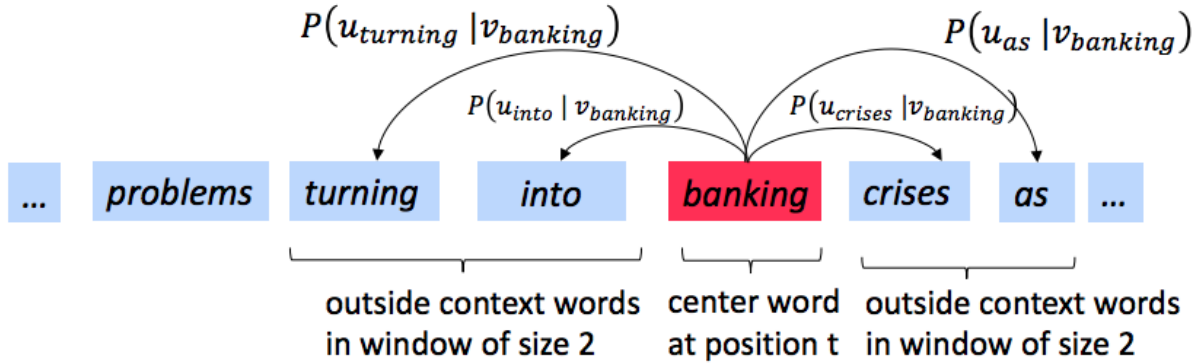 P(u_turning | v_banking) P(u_as | v_banking)
P(u_into | v_banking) P(u_crises | v_banking)
... problems turning into banking crises as ...
outside context words center word outside context words
in window of size 2 at position t in window of size 2